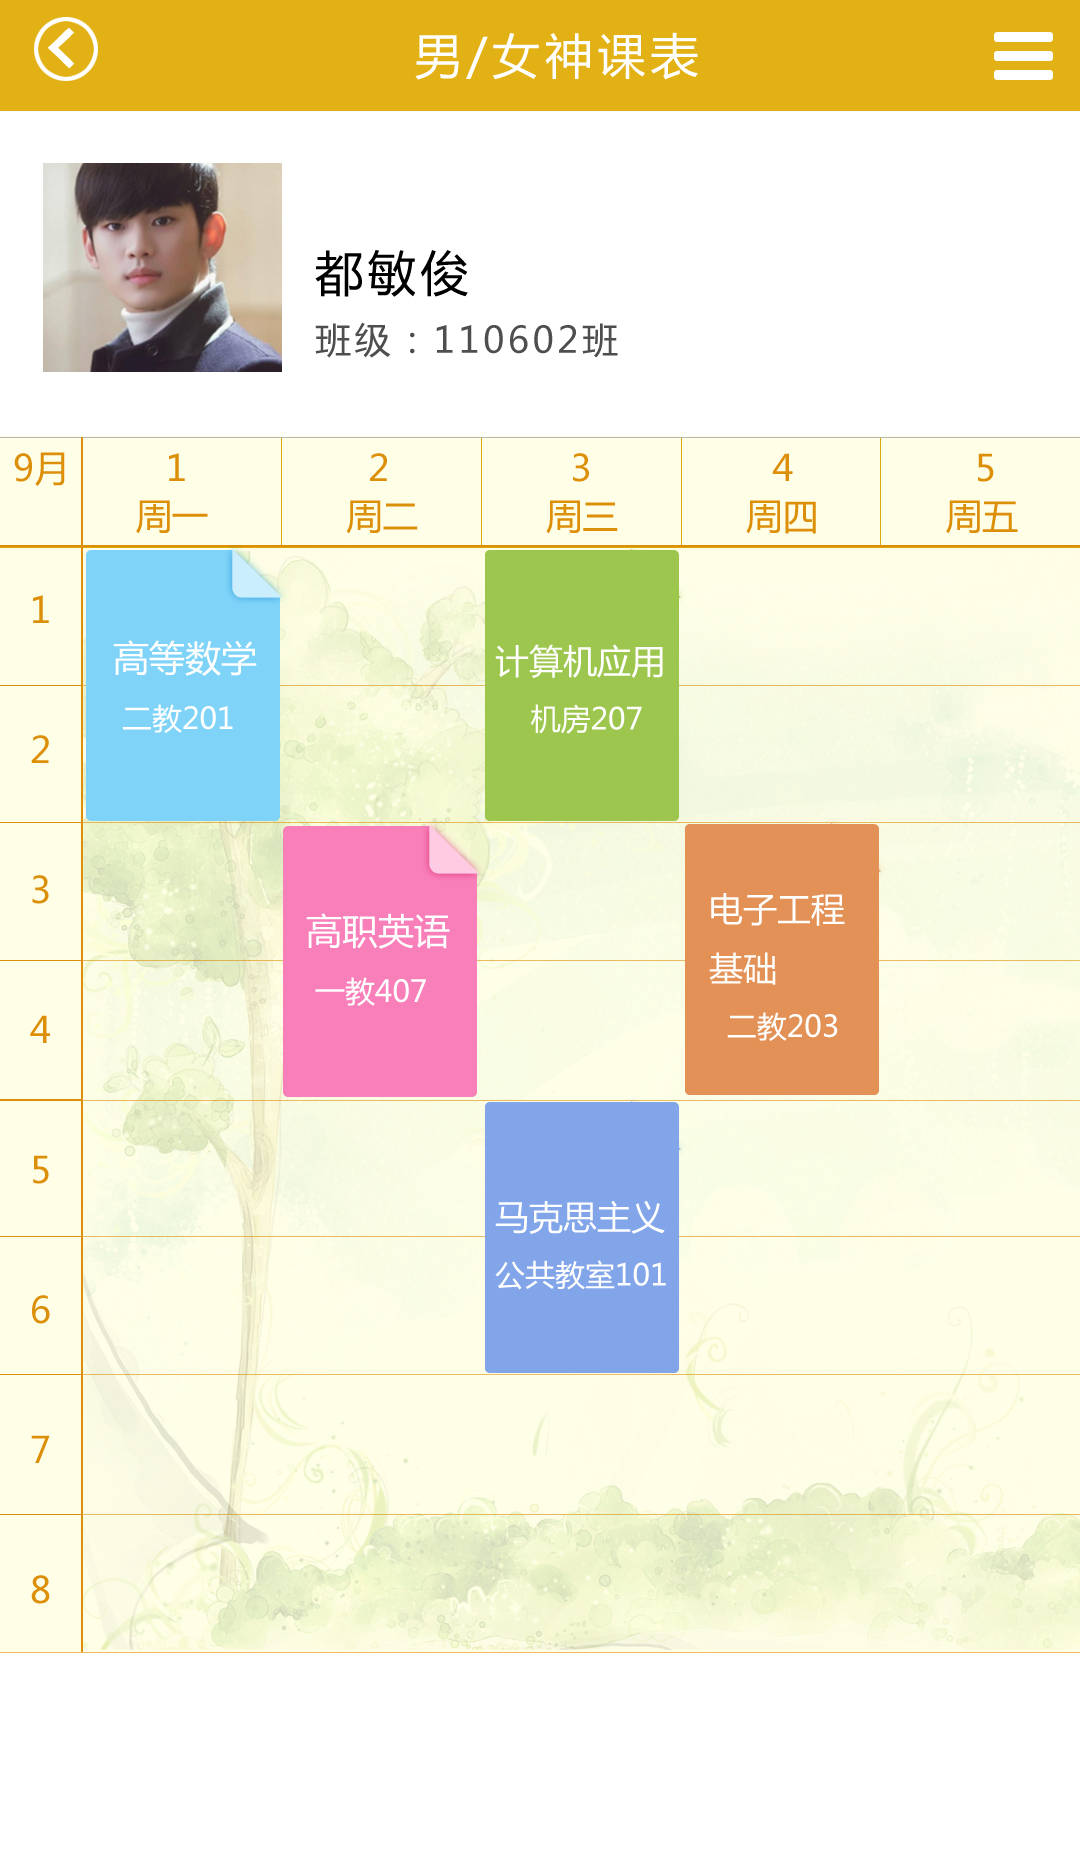 男/女神课表
都敏俊
班级：110602班
9月 1 2 3 4 5
周一 周二 周三 周四 周五
1
高等数学
二教201
计算机应用
机房207
2
3
高职英语
一教407
电子工程
基础
二教203
4
5
马克思主义
公共教室101
6
7
8